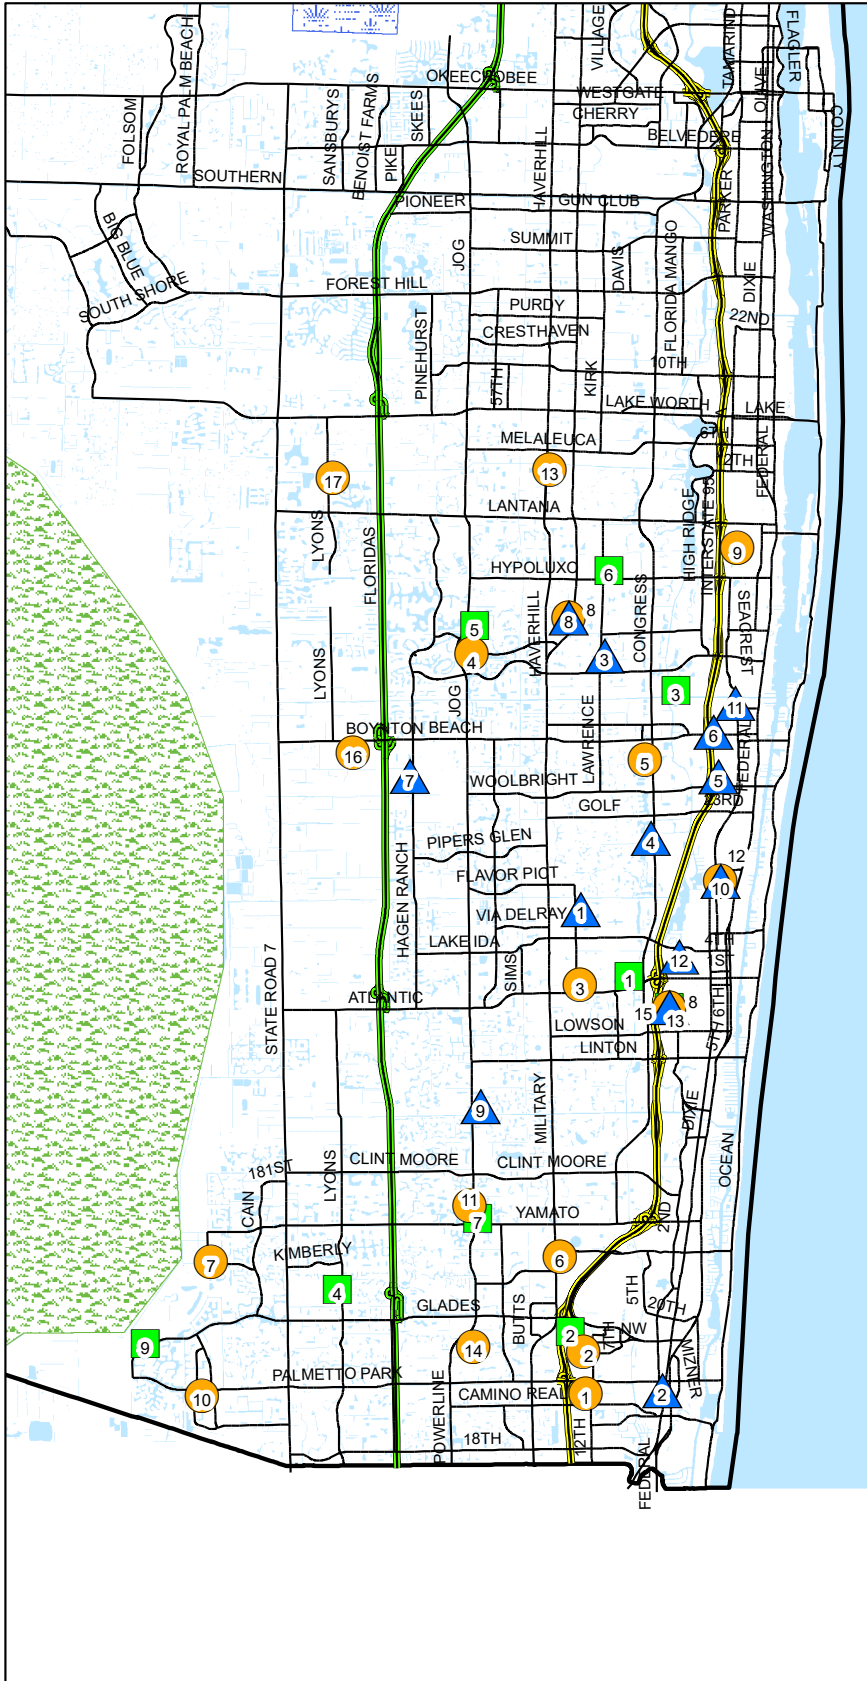 VILLAGE
TAMARIND
FLAGLER
ROYAL PALM BEACH
OKEECHOBEE
FOLSOM
SANSBURYS
BENOIST FARMS
SKEES
WESTGATE
CHERRY
OLIVE
COUNTY
PIKE
HAVERHILL
BELVEDERE
WASHINGTON
SOUTHERN
PIONEER
GUN CLUB
PARKER
BIG BLUE
JOG
SUMMIT
DAVIS
FLORIDA MANGO
DIXIE
SOUTH SHORE
FOREST HILL
PURDY
22ND
PINEHURST
CRESTHAVEN
57TH
KIRK
10TH
LAKE WORTH
LAKE
MELALEUCA
6TH
12TH
FEDERAL
17
13
LANTANA
HIGH RIDGE
INTERSTATE 95
LYONS
FLORIDAS
9
HYPOLUXO
6
SEACREST
8
8
5
HAVERHILL
CONGRESS
4
3
LYONS
JOG
3
11
BOYNTON BEACH
LAWRENCE
6
FEDERAL
16
5
7
WOOLBRIGHT
5
GOLF
23RD
PIPERS GLEN
4
HAGEN RANCH
FLAVOR PICT
12
10
VIA DELRAY
1
LAKE IDA
4TH
STATE ROAD 7
SIMS
12
1ST
1
3
ATLANTIC
15
8
13
LOWSON
5TH
6TH
LINTON
MILITARY
9
DIXIE
OCEAN
181ST
LYONS
CLINT MOORE
CLINT MOORE
CAIN
11
7
YAMATO
2ND
KIMBERLY
7
6
4
GLADES
BUTTS
5TH
20TH
9
2
7TH
NW
14
2
MIZNER
PALMETTO PARK
10
CAMINO REAL
1
2
POWERLINE
18TH
12TH
FEDERAL